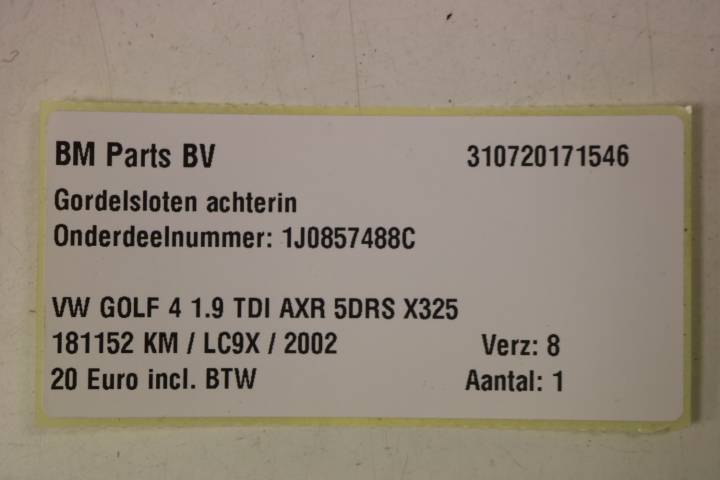 BM Parts BV 310720171546
Gordelsloten achterin
Onderdeelnummer: 1J0857488C
VW GOLF 4 1.9 TDI AXR 5DRS X325
181152 KM / LC9X / 2002 Verz: 8
20 Euro incl. BTW Aantal: 1